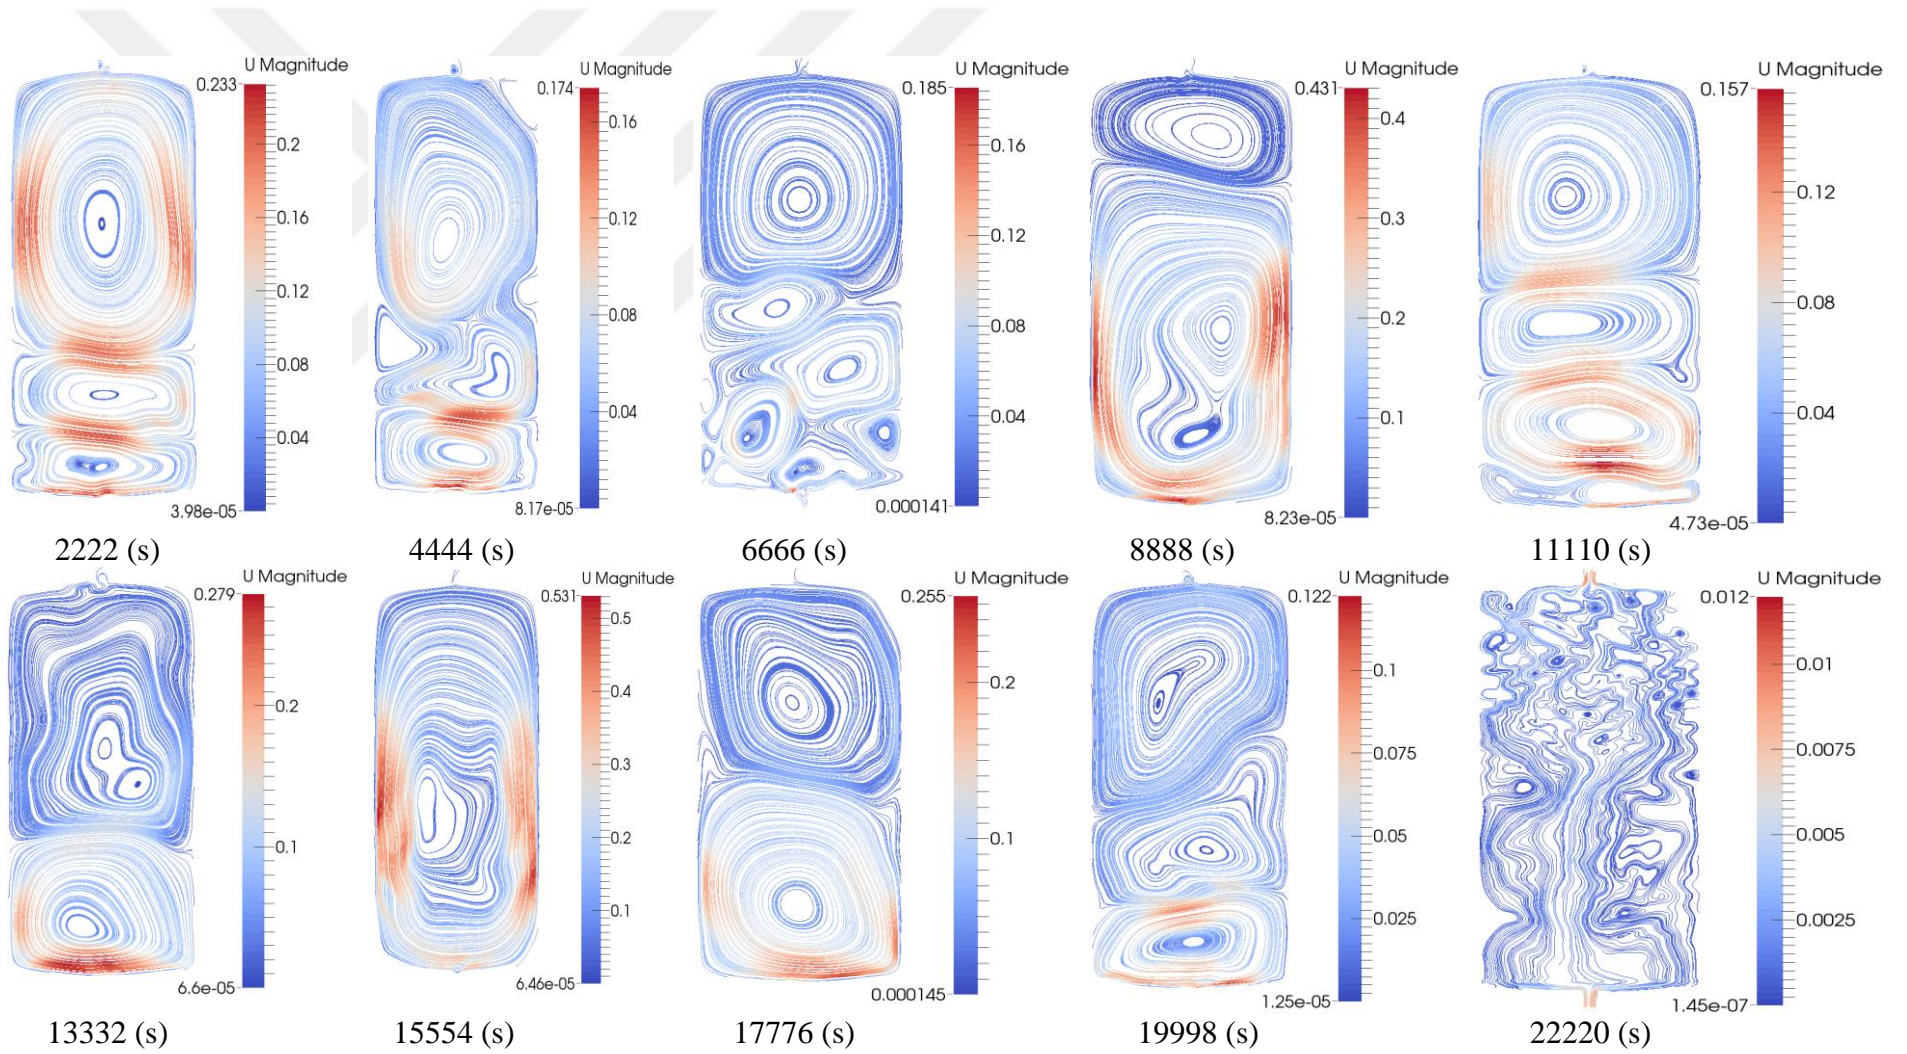 U Magnitude
0.233
0.2
0.16
0.12
0.08
0.04
3.98e-05
2222 (s)
U Magnitude
0.174
0.16
0.12
0.08
0.04
8.17e-05
4444 (s)
U Magnitude
0.185
0.16
0.12
0.08
0.04
0.000141
6666 (s)
U Magnitude
0.431
0.4
0.3
0.2
0.1
8.23e-05
8888 (s)
U Magnitude
0.157
0.12
0.08
0.04
4.73e-05
11110 (s)
U Magnitude
0.279
0.2
0.1
6.6e-05
13332 (s)
U Magnitude
0.531
0.5
0.4
0.3
0.2
0.1
6.46e-05
15554 (s)
U Magnitude
0.255
0.2
0.1
0.000145
17776 (s)
U Magnitude
0.122
0.1
0.075
0.05
0.025
1.25e-05
19998 (s)
U Magnitude
0.012
0.01
0.0075
0.005
0.0025
1.45e-07
22220 (s)